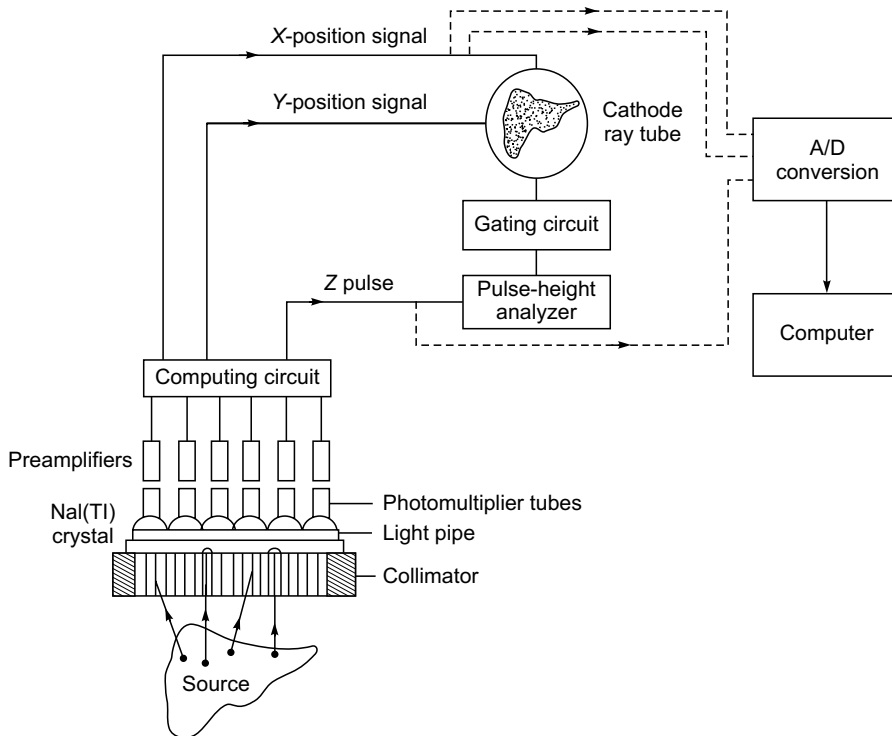 X-position signal
Y-position signal
Cathode
ray tube
A/D
conversion
Gating circuit
Z pulse
Pulse-height
analyzer
Computer
Computing circuit
Preamplifiers
Photomultiplier tubes
NaI(TI)
crystal
Light pipe
Collimator
Source